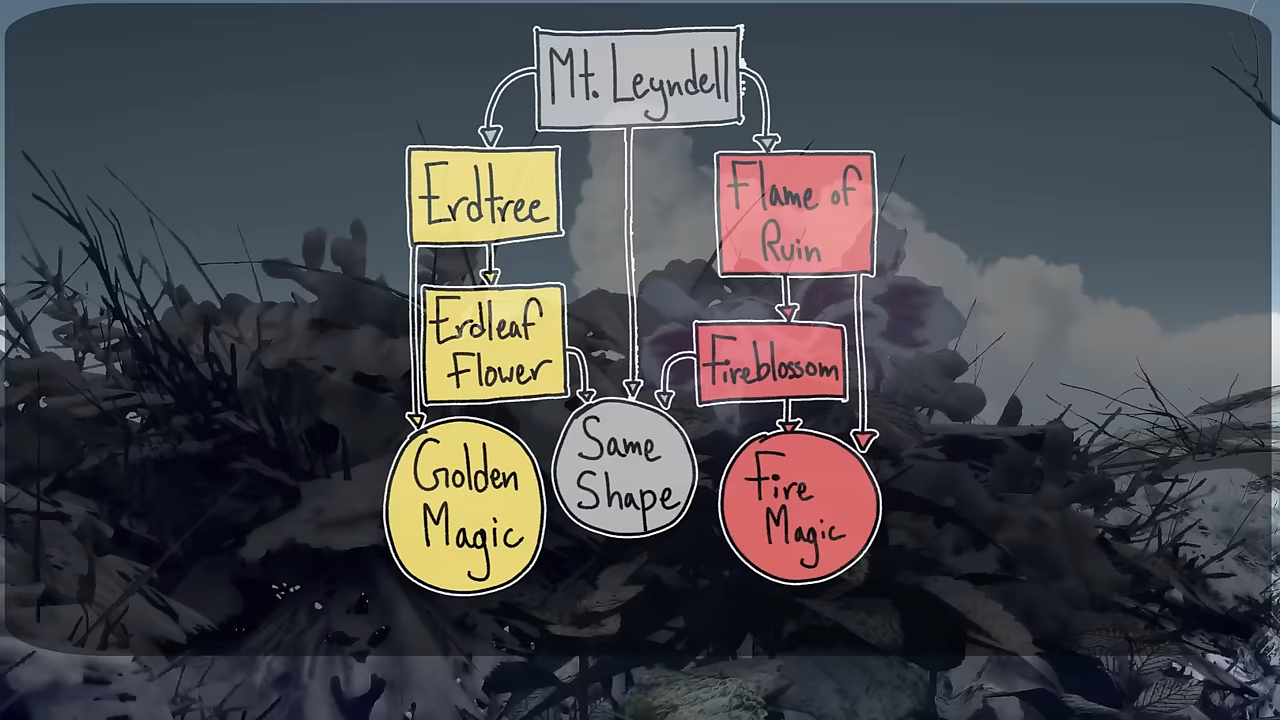 Mt. Leyndell
Erdtree
Flame of
Ruin
Erdleaf
Flower
Fireblossom
Golden
Magic
Same
Shape
Fire
Magic